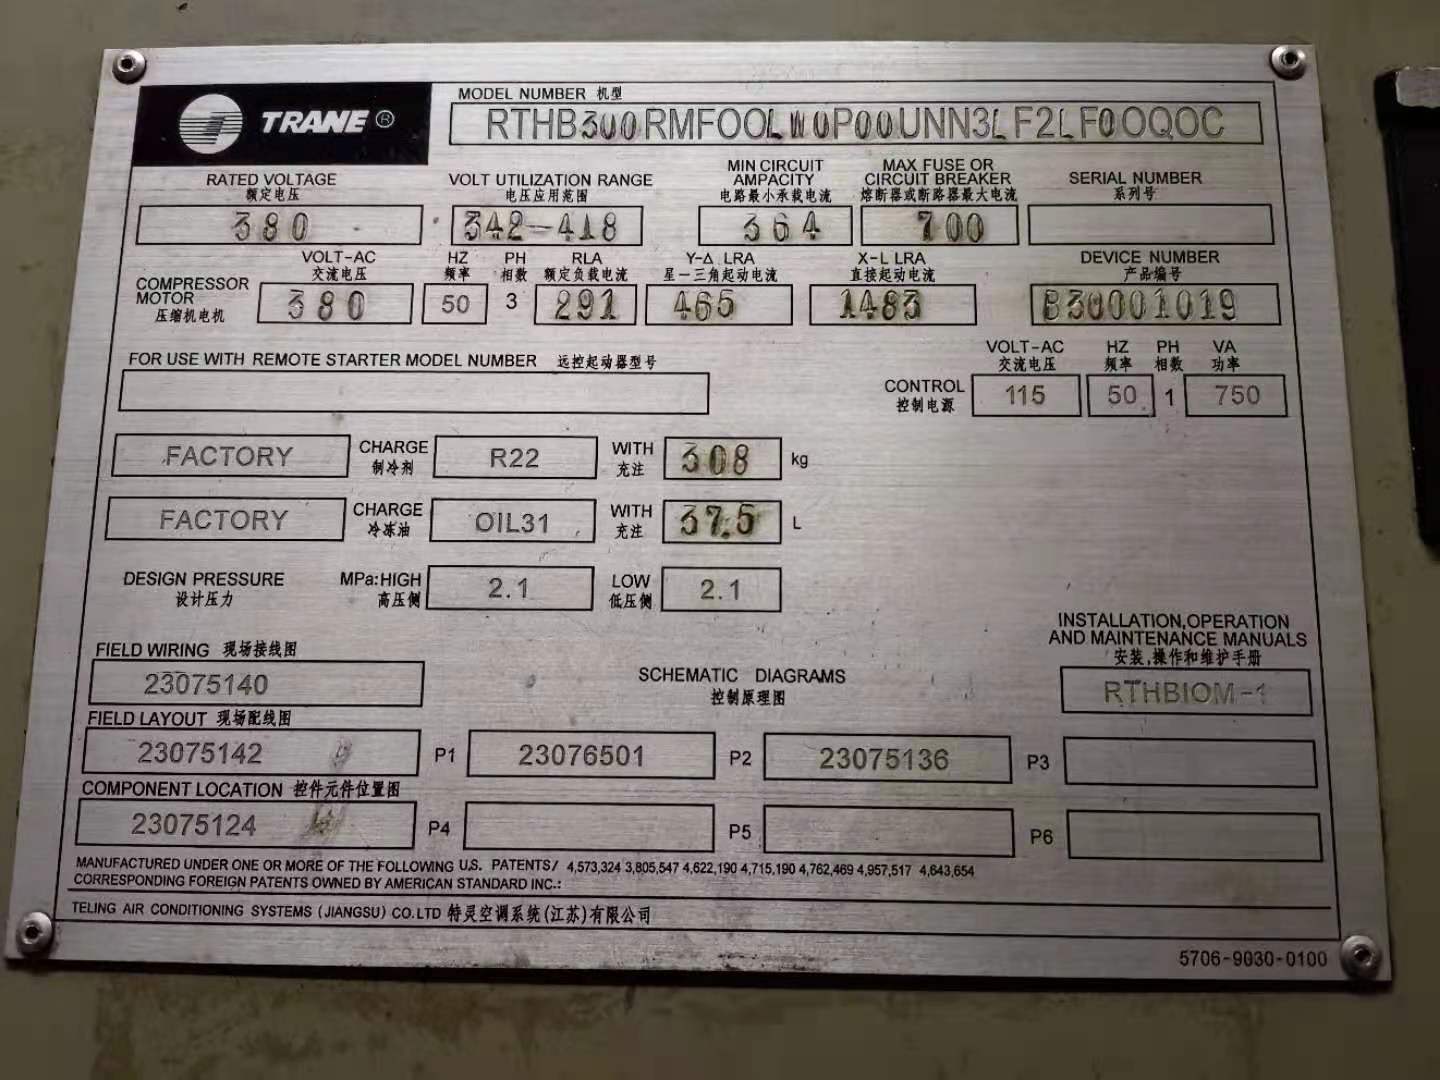 TRANE®
MODEL NUMBER 机型
RTHB300RMFOOLW0P00UNN3LF2LF0OQOC
RATED VOLTAGE
额定电压
380
VOLT UTILIZATION RANGE
电压应用范围
342-418
MIN CIRCUIT
AMPACITY
电路最小承载电流
364
MAX FUSE OR
CIRCUIT BREAKER
熔断器或断路器最大电流
700
SERIAL NUMBER
系列号
COMPRESSOR
MOTOR
压缩机电机
VOLT-AC
交流电压
380
HZ
频率
50
PH
相数
3
RLA
额定负载电流
291
Y-Δ LRA
星一三角起动电流
465
X-L LRA
直接起动电流
1483
DEVICE NUMBER
产品编号
B30001019
FOR USE WITH REMOTE STARTER MODEL NUMBER 远控起动器型号
CONTROL
控制电源
VOLT-AC
交流电压
115
HZ
频率
50
PH
相数
1
VA
功率
750
FACTORY
CHARGE
制冷剂
R22
WITH
充注
308
kg
FACTORY
CHARGE
冷冻油
OIL31
WITH
充注
37.5
L
DESIGN PRESSURE
设计压力
MPa:HIGH
高压侧
2.1
LOW
低压侧
2.1
FIELD WIRING 现场接线图
23075140
SCHEMATIC DIAGRAMS
控制原理图
INSTALLATION,OPERATION
AND MAINTENANCE MANUALS
安装,操作和维护手册
RTHBIOM-1
FIELD LAYOUT 现场配线图
23075142
P1 23076501
P2 23075136
P3
COMPONENT LOCATION 控件元件位置图
23075124
P4
P5
P6
MANUFACTURED UNDER ONE OR MORE OF THE FOLLOWING U.S. PATENTS/ 4,573,324 3,805,547 4,622,190 4,715,190 4,762,469 4,957,517 4,643,654
CORRESPONDING FOREIGN PATENTS OWNED BY AMERICAN STANDARD INC.:
TELING AIR CONDITIONING SYSTEMS (JIANGSU) CO.LTD 特灵空调系统(江苏)有限公司
5706-9030-0100